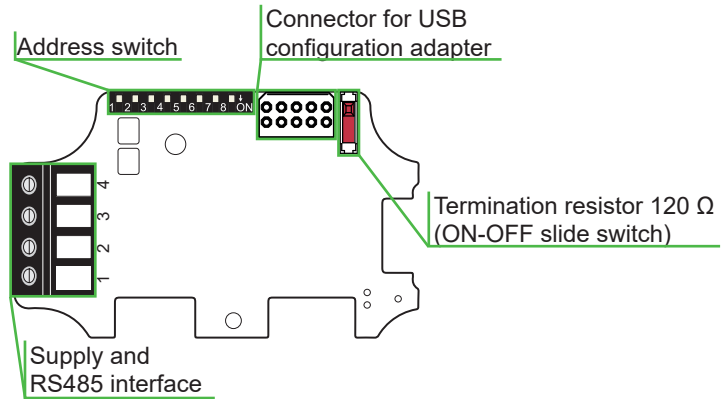 Connector for USB
configuration adapter
Address switch
1 2 3 4 5 6 7 8 ↓ ON
4
3
2
1
Termination resistor 120 Ω
(ON-OFF slide switch)
Supply and
RS485 interface